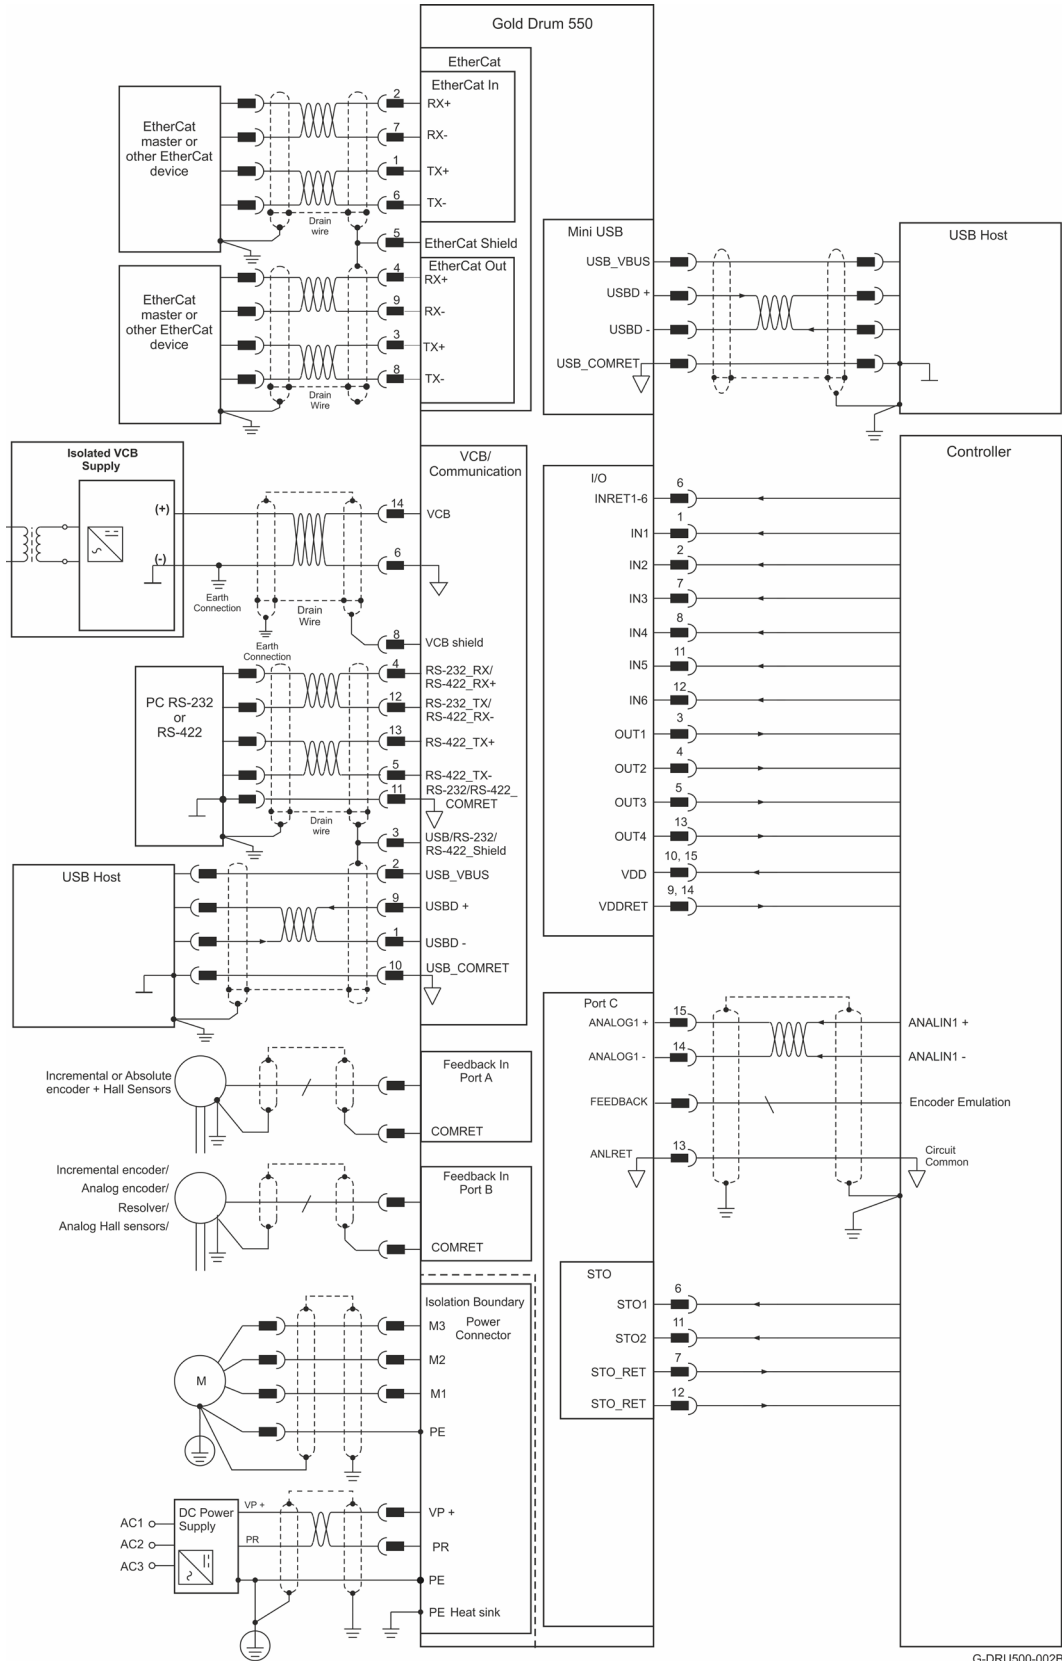 Gold Drum 550
EtherCat
EtherCat In
EtherCat
master or
other EtherCat
device
2
RX+
7
RX-
1
TX+
6
TX-
Drain
wire
5
EtherCat Shield
EtherCat Out
EtherCat
master or
other EtherCat
device
4
RX+
9
RX-
3
TX+
8
TX-
Drain
Wire
Mini USB
USB Host
USB_VBUS
USBD +
USBD -
USB_COMRET
Isolated VCB
Supply
(+)
(-)
Earth
Connection
Drain
Wire
Earth
Connection
VCB/
Communication
14
VCB
6
8
VCB shield
PC RS-232
or
RS-422
4
RS-232_RX/
RS-422_RX+
12
RS-232_TX/
RS-422_RX-
13
RS-422_TX+
5
RS-422_TX-
11
RS-232/RS-422_
COMRET
Drain
wire
3
USB/RS-232/
RS-422_Shield
USB Host
2
USB_VBUS
9
USBD +
1
USBD -
10
USB_COMRET
Controller
I/O
6
INRET1-6
1
IN1
2
IN2
7
IN3
8
IN4
11
IN5
12
IN6
3
OUT1
4
OUT2
5
OUT3
13
OUT4
10, 15
VDD
9, 14
VDDRET
Port C
15
ANALOG1 +
ANALIN1 +
14
ANALOG1 -
ANALIN1 -
FEEDBACK
Encoder Emulation
13
ANLRET
Circuit
Common
Incremental or Absolute
encoder + Hall Sensors
Feedback In
Port A
COMRET
Incremental encoder/
Analog encoder/
Resolver/
Analog Hall sensors/
Feedback In
Port B
COMRET
STO
6
STO1
11
STO2
7
STO_RET
12
STO_RET
Isolation Boundary
Power
Connector
M
M3
M2
M1
PE
AC1
AC2
AC3
DC Power
Supply
VP +
PR
VP +
PR
PE
PE Heat sink